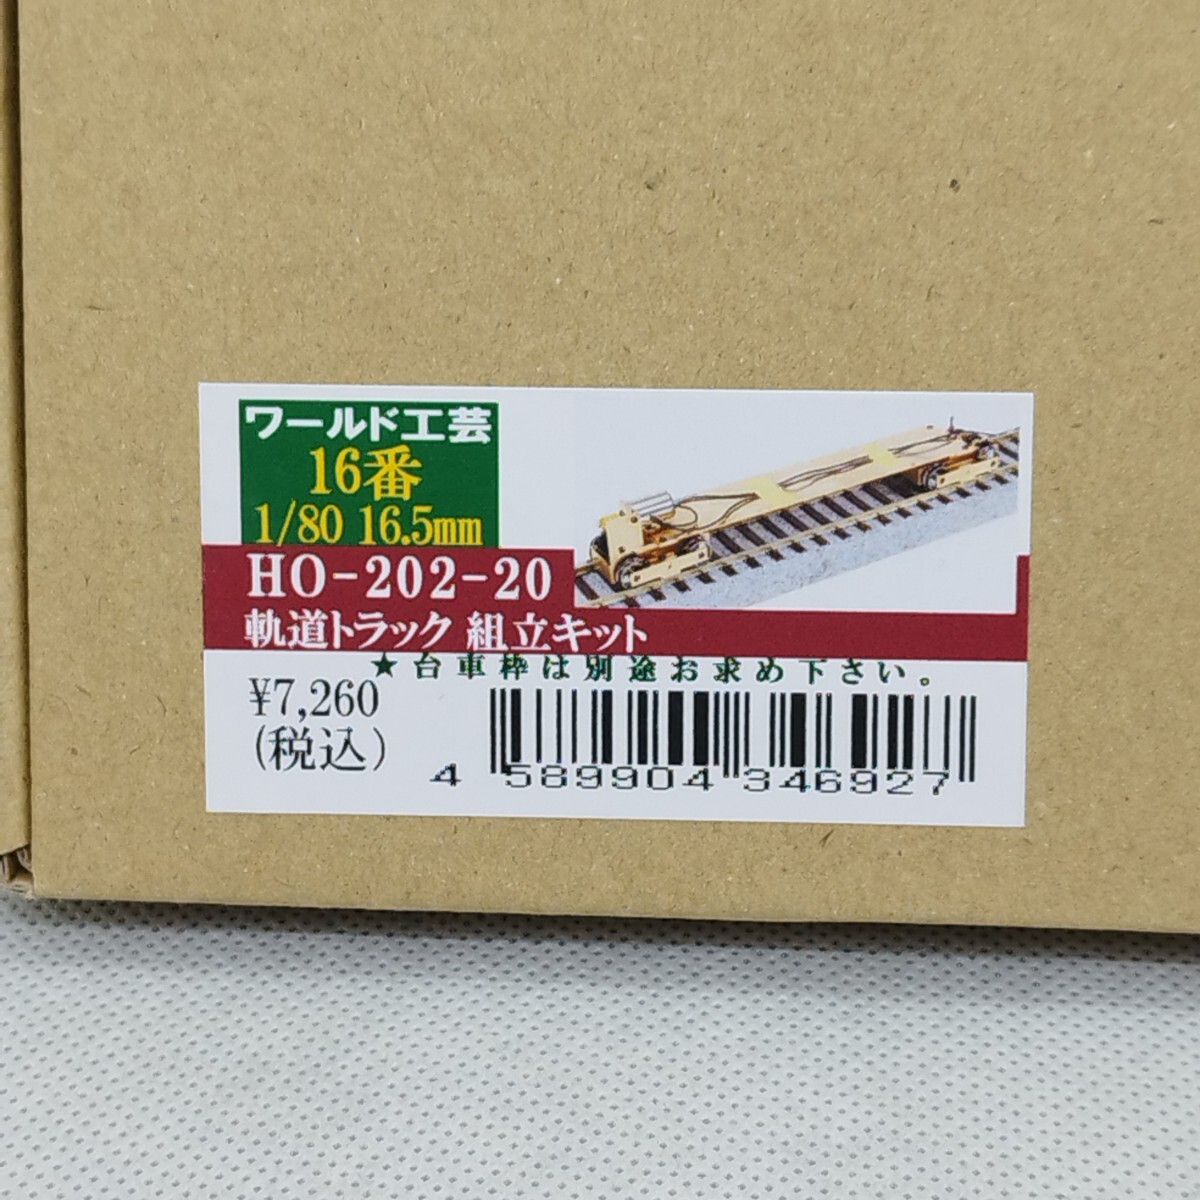 ワールド工芸
16番
1/80 16.5mm
HO-202-20
軌道トラック 組立キット
★台車枠は別途お求め下さい。
¥7,260
(税込)
4 589904 346927